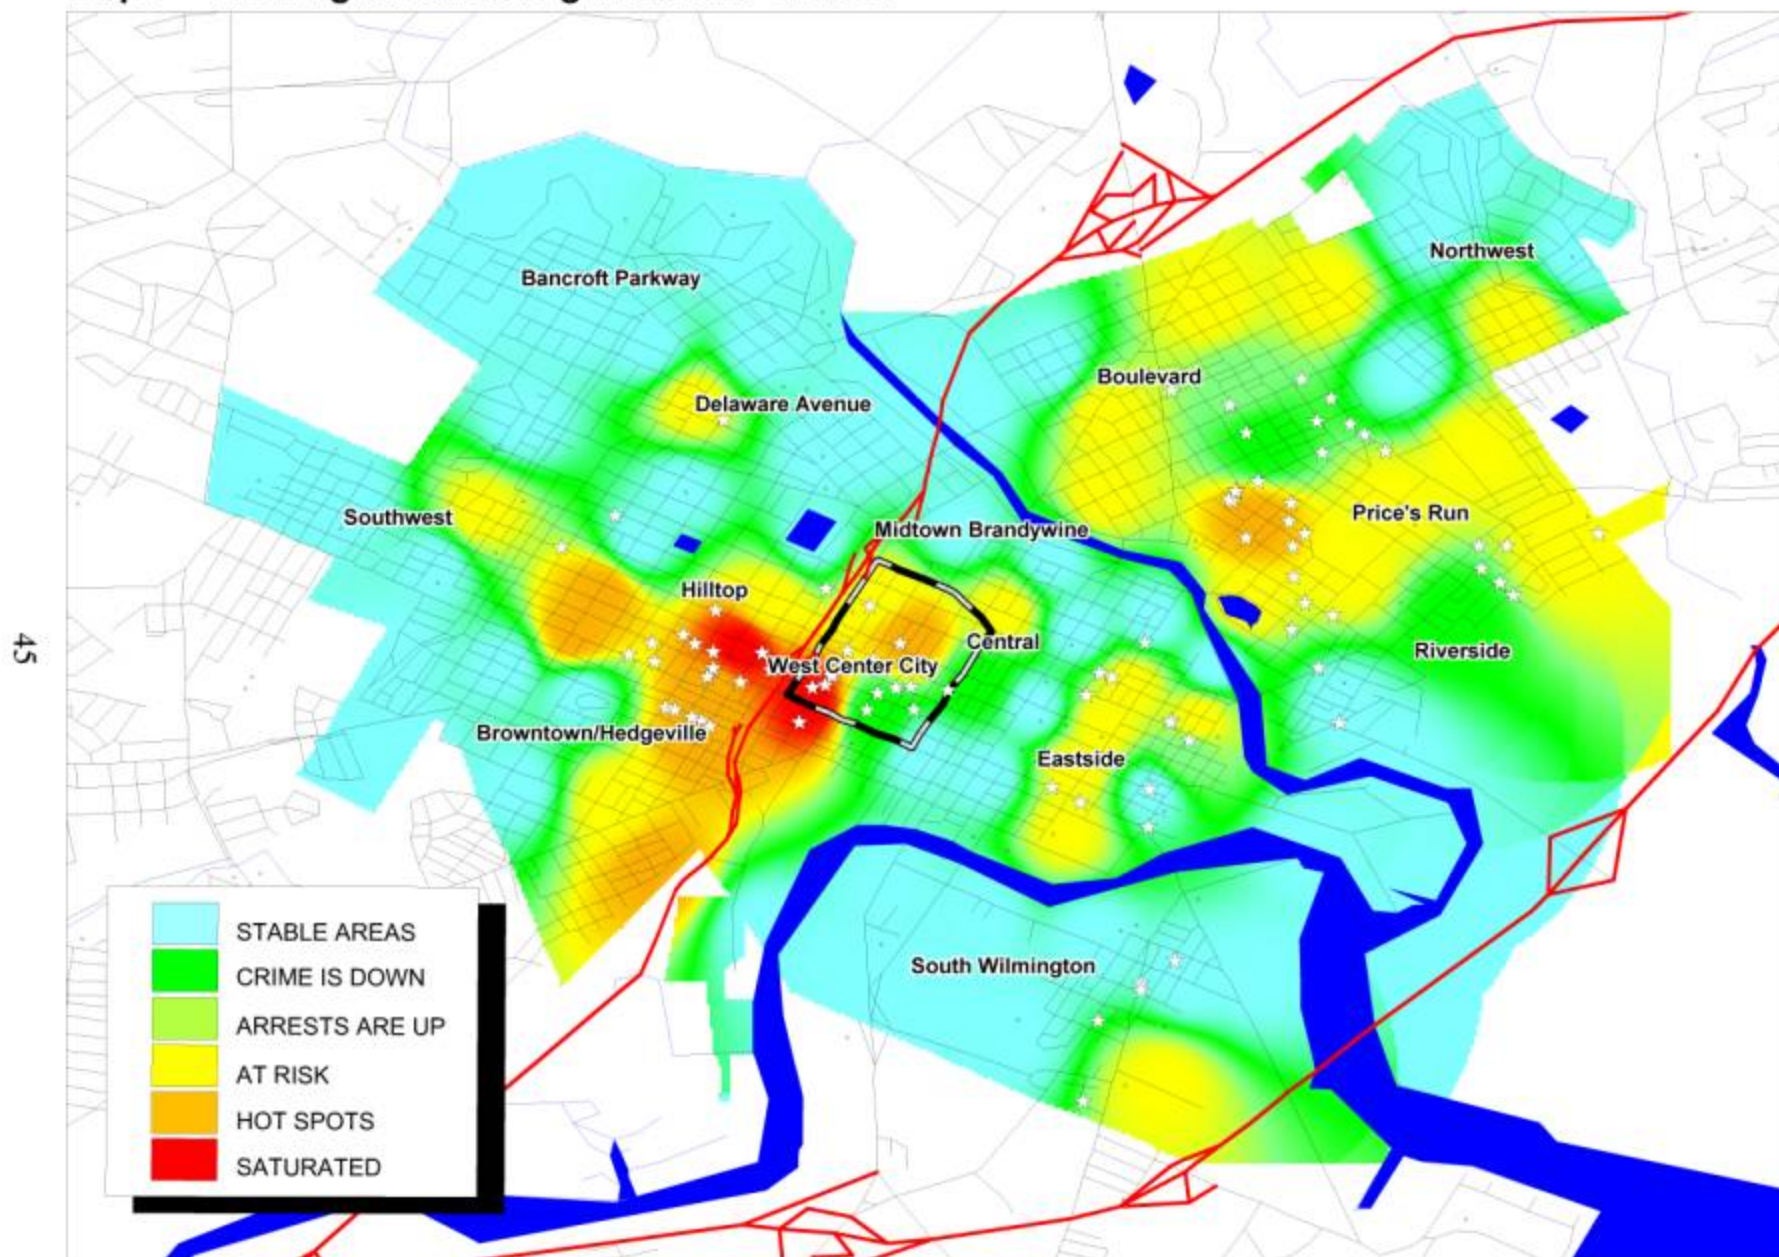 Northwest
Bancroft Parkway
Boulevard
Delaware Avenue
Price's Run
Southwest
Midtown Brandywine
Hilltop
Central
Riverside
West Center City
Browntown/Hedgeville
Eastside
South Wilmington
45
STABLE AREAS
CRIME IS DOWN
ARRESTS ARE UP
AT RISK
HOT SPOTS
SATURATED